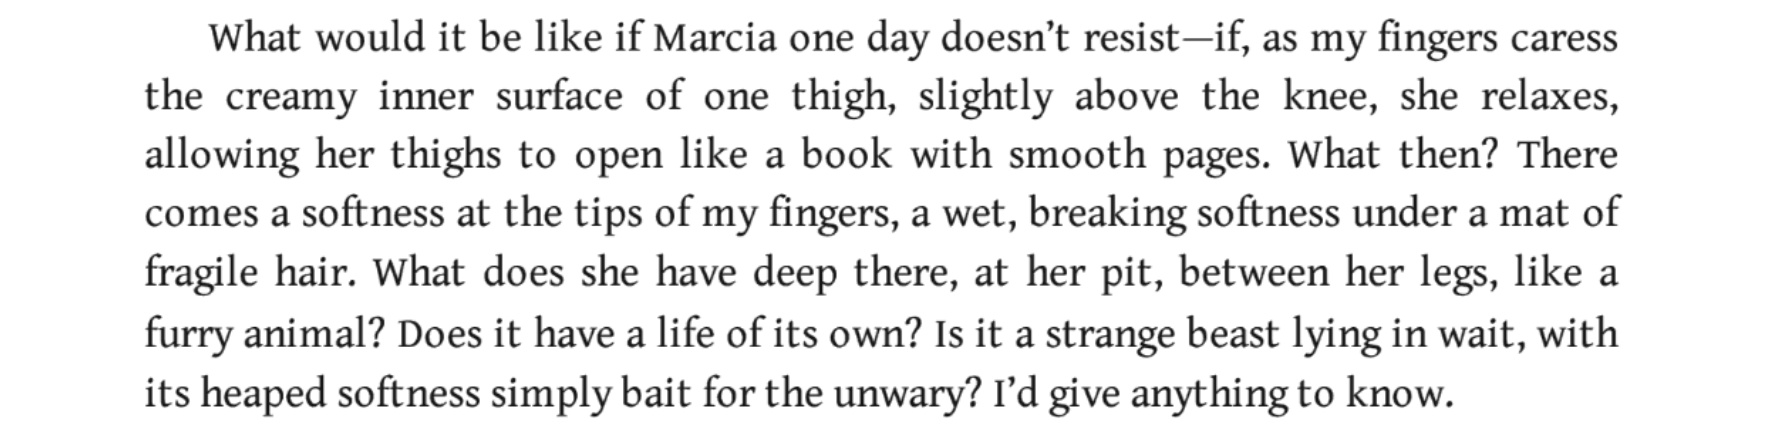 What would it be like if Marcia one day doesn’t resist—if, as my fingers caress
the creamy inner surface of one thigh, slightly above the knee, she relaxes,
allowing her thighs to open like a book with smooth pages. What then? There
comes a softness at the tips of my fingers, a wet, breaking softness under a mat of
fragile hair. What does she have deep there, at her pit, between her legs, like a
furry animal? Does it have a life of its own? Is it a strange beast lying in wait, with
its heaped softness simply bait for the unwary? I’d give anything to know.